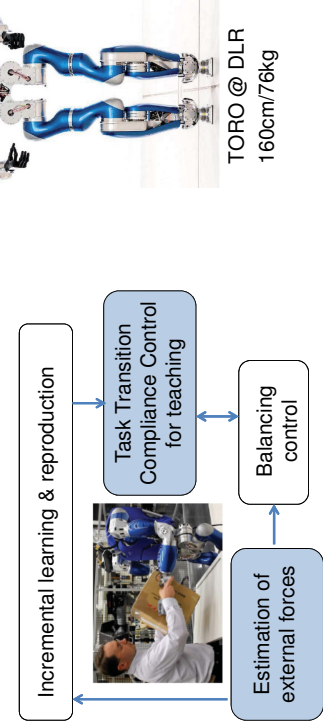 Incremental learning & reproduction
Task Transition
Compliance Control
for teaching
Estimation of
external forces
Balancing
control
TORO @ DLR
160cm/76kg